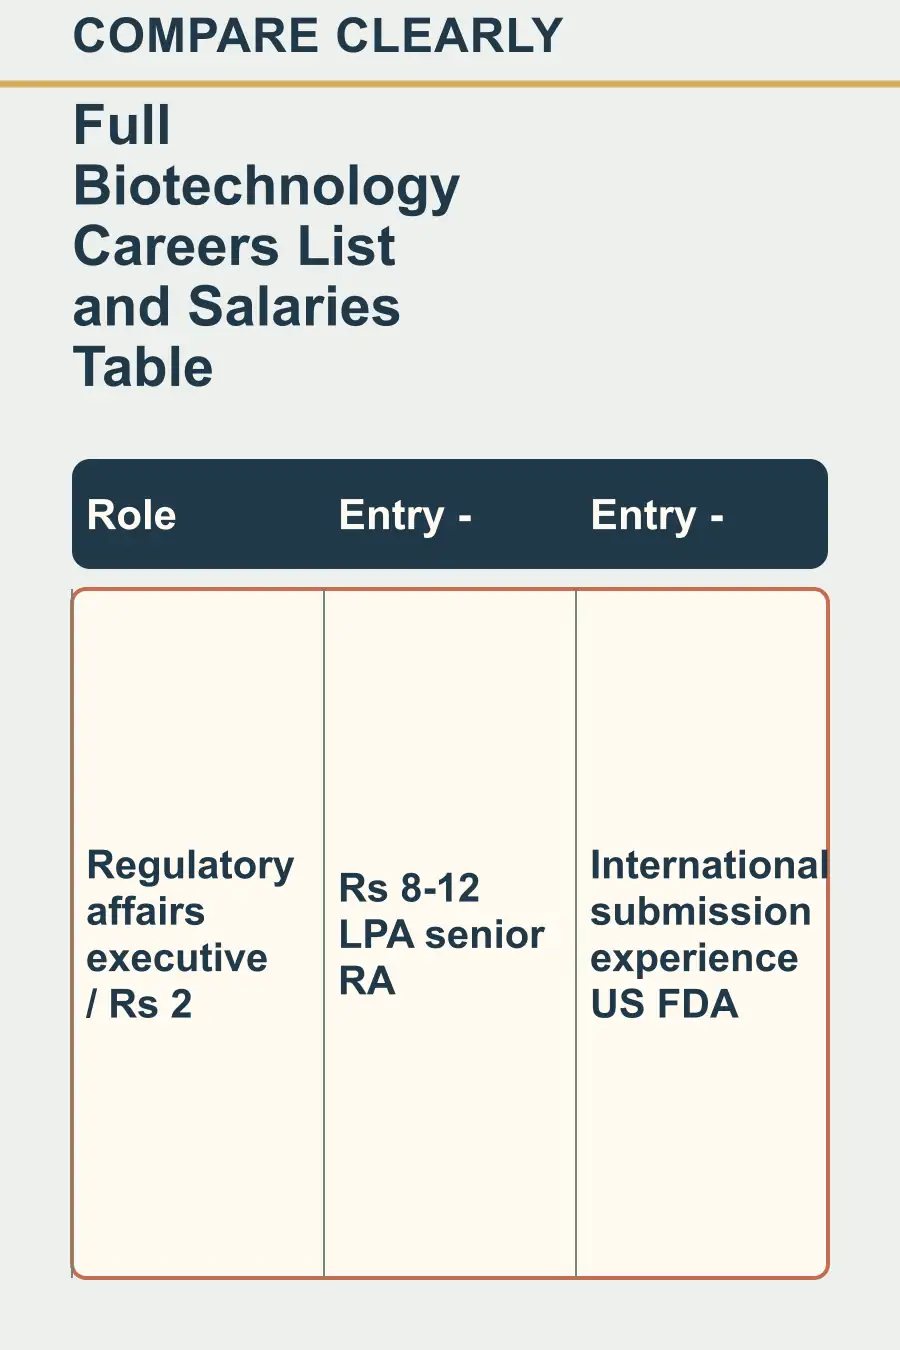 COMPARE CLEARLY
Full
Biotechnology
Careers List
and Salaries
Table
Role
Entry -
Entry -
Regulatory
affairs
executive
/ Rs 2
Rs 8-12
LPA senior
RA
International
submission
experience
US FDA